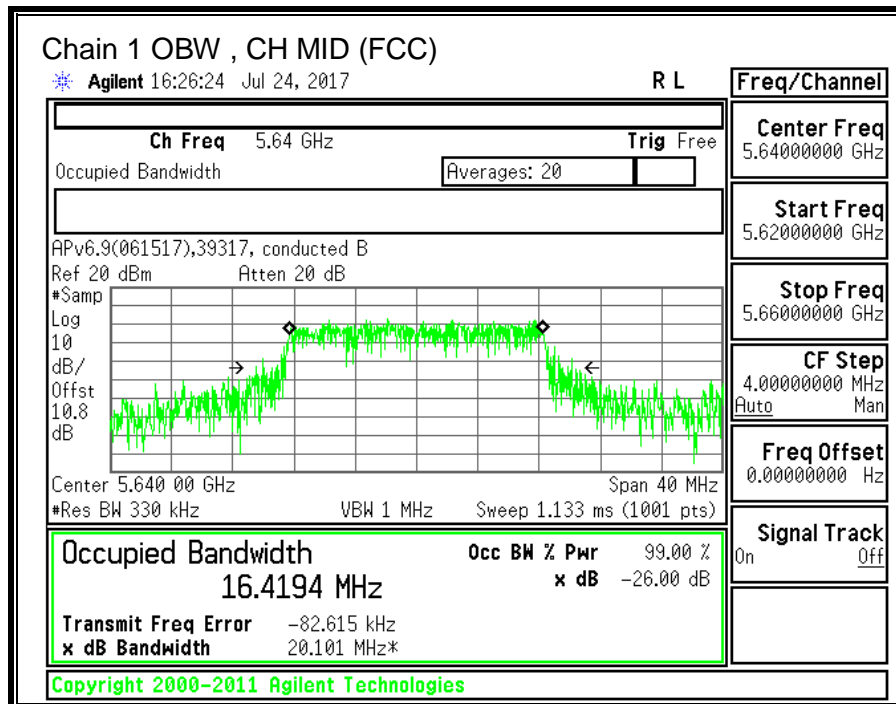 Chain 1 OBW , CH MID (FCC)
Agilent 16:26:24 Jul 24, 2017 R L Freq/Channel
Ch Freq 5.64 GHz Trig Free
Occupied Bandwidth Averages: 20
APv6.9(061517),39317, conducted B
Ref 20 dBm Atten 20 dB
#Samp
Log
10
dB/
Offst
10.8
dB
Center 5.640 00 GHz Span 40 MHz
#Res BW 330 kHz VBW 1 MHz Sweep 1.133 ms (1001 pts)
Occupied Bandwidth Occ BW % Pwr 99.00 %
16.4194 MHz x dB -26.00 dB
Transmit Freq Error -82.615 kHz
x dB Bandwidth 20.101 MHz*
Copyright 2000-2011 Agilent Technologies
Center Freq
5.64000000 GHz
Start Freq
5.62000000 GHz
Stop Freq
5.66000000 GHz
CF Step
4.00000000 MHz
Auto Man
Freq Offset
0.00000000 Hz
Signal Track
On Off